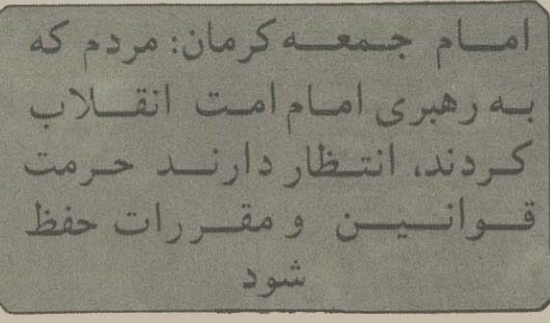 امام جمعه کرمان: مردم که
به رهبری امام امت انقلاب
کردند، انتظار دارند حرمت
قوانین و مقررات حفظ
شود